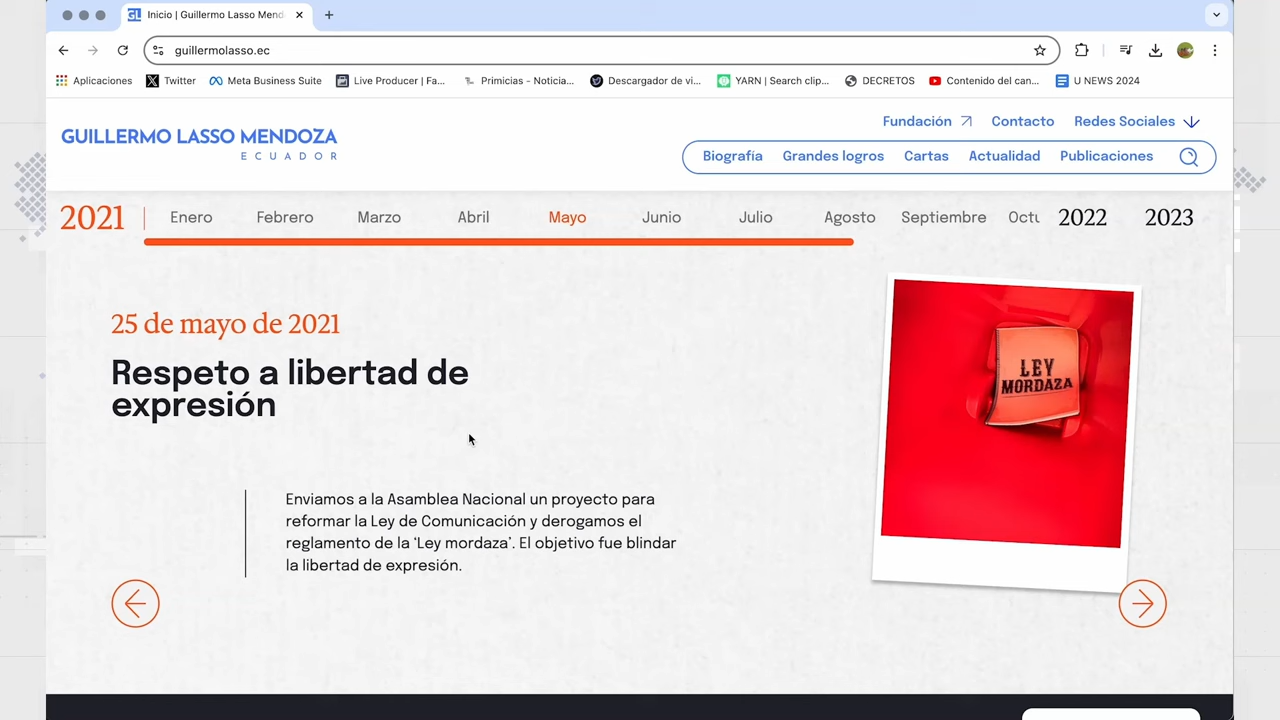 Inicio | Guillermo Lasso Mend
guillermolasso.ec
Aplicaciones
Twitter
Meta Business Suite
Live Producer | Fa...
Primicias - Noticia...
Descargador de vi...
YARN | Search clip...
DECRETOS
Contenido del can...
U NEWS 2024
GUILLERMO LASSO MENDOZA
ECUADOR
Fundación
Contacto
Redes Sociales
Biografía
Grandes logros
Cartas
Actualidad
Publicaciones
2021
Enero
Febrero
Marzo
Abril
Mayo
Junio
Julio
Agosto
Septiembre
Octu
2022
2023
25 de mayo de 2021
Respeto a libertad de
expresión
Enviamos a la Asamblea Nacional un proyecto para
reformar la Ley de Comunicación y derogamos el
reglamento de la ‘Ley mordaza’. El objetivo fue blindar
la libertad de expresión.
LEY
MORDAZA